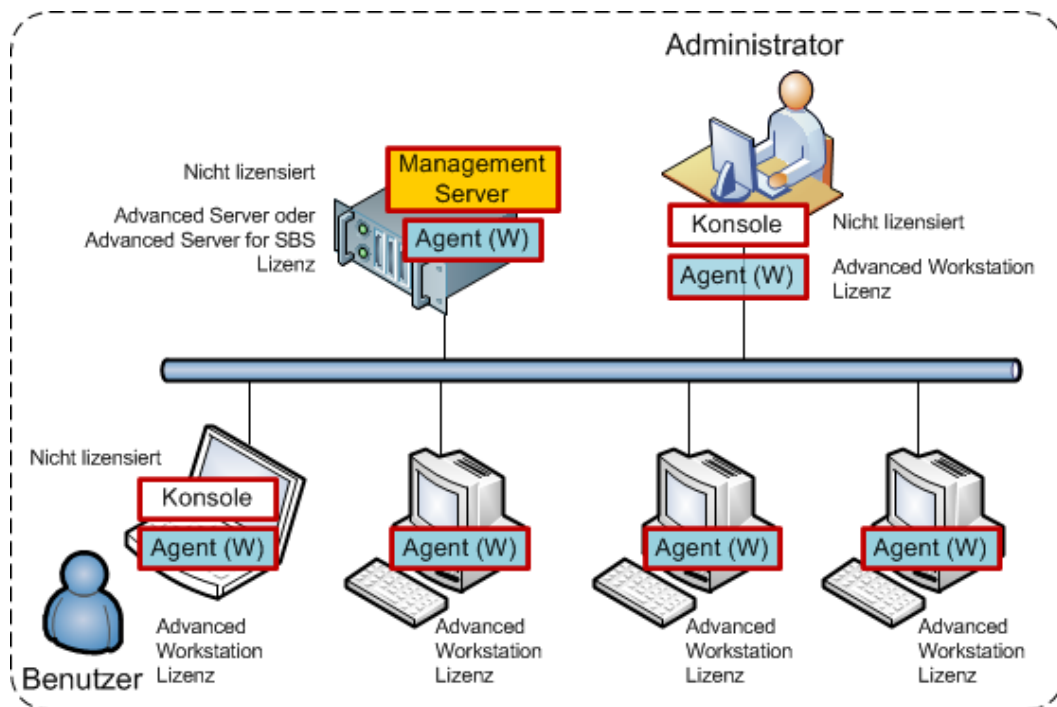 Administrator
Nicht lizensiert
Management
Server
Advanced Server oder
Advanced Server for SBS
Lizenz
Agent (W)
Konsole
Nicht lizensiert
Agent (W)
Advanced Workstation
Lizenz
Nicht lizensiert
Konsole
Agent (W)
Agent (W)
Agent (W)
Agent (W)
Advanced
Workstation
Lizenz
Advanced
Workstation
Lizenz
Advanced
Workstation
Lizenz
Advanced
Workstation
Lizenz
Benutzer